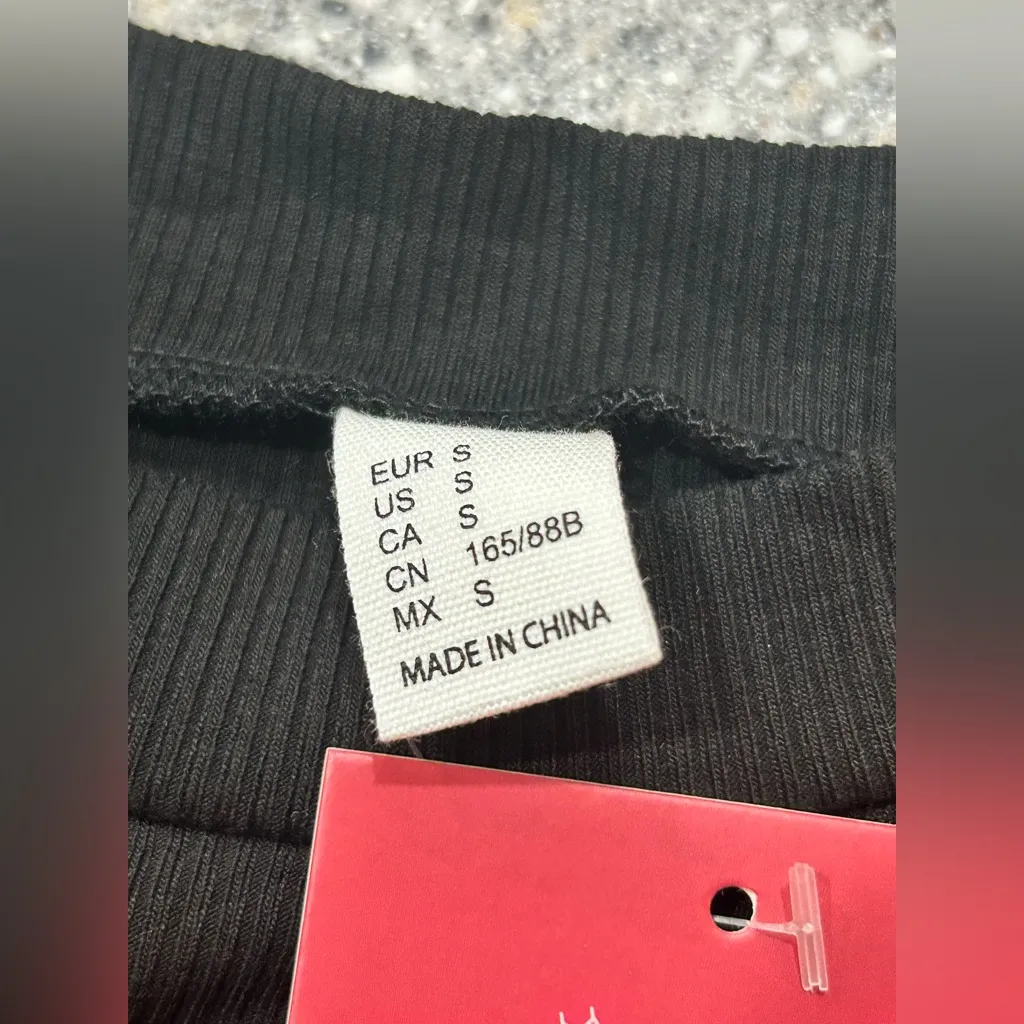 EUR S
US S
CA S
CN 165/88B
MX S
MADE IN CHINA